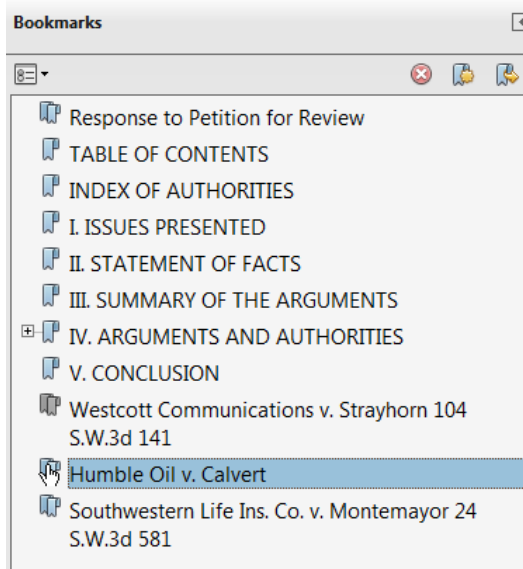 Bookmarks
Response to Petition for Review
TABLE OF CONTENTS
INDEX OF AUTHORITIES
I. ISSUES PRESENTED
II. STATEMENT OF FACTS
III. SUMMARY OF THE ARGUMENTS
IV. ARGUMENTS AND AUTHORITIES
V. CONCLUSION
Westcott Communications v. Strayhorn 104
S.W.3d 141
Humble Oil v. Calvert
Southwestern Life Ins. Co. v. Montemayor 24
S.W.3d 581